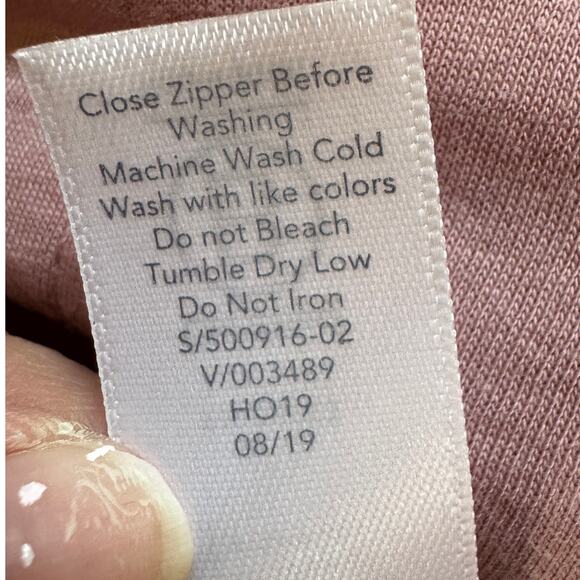 Close Zipper Before
Washing
Machine Wash Cold
Wash with like colors
Do not Bleach
Tumble Dry Low
Do Not Iron
S/500916-02
V/003489
HO19
08/19